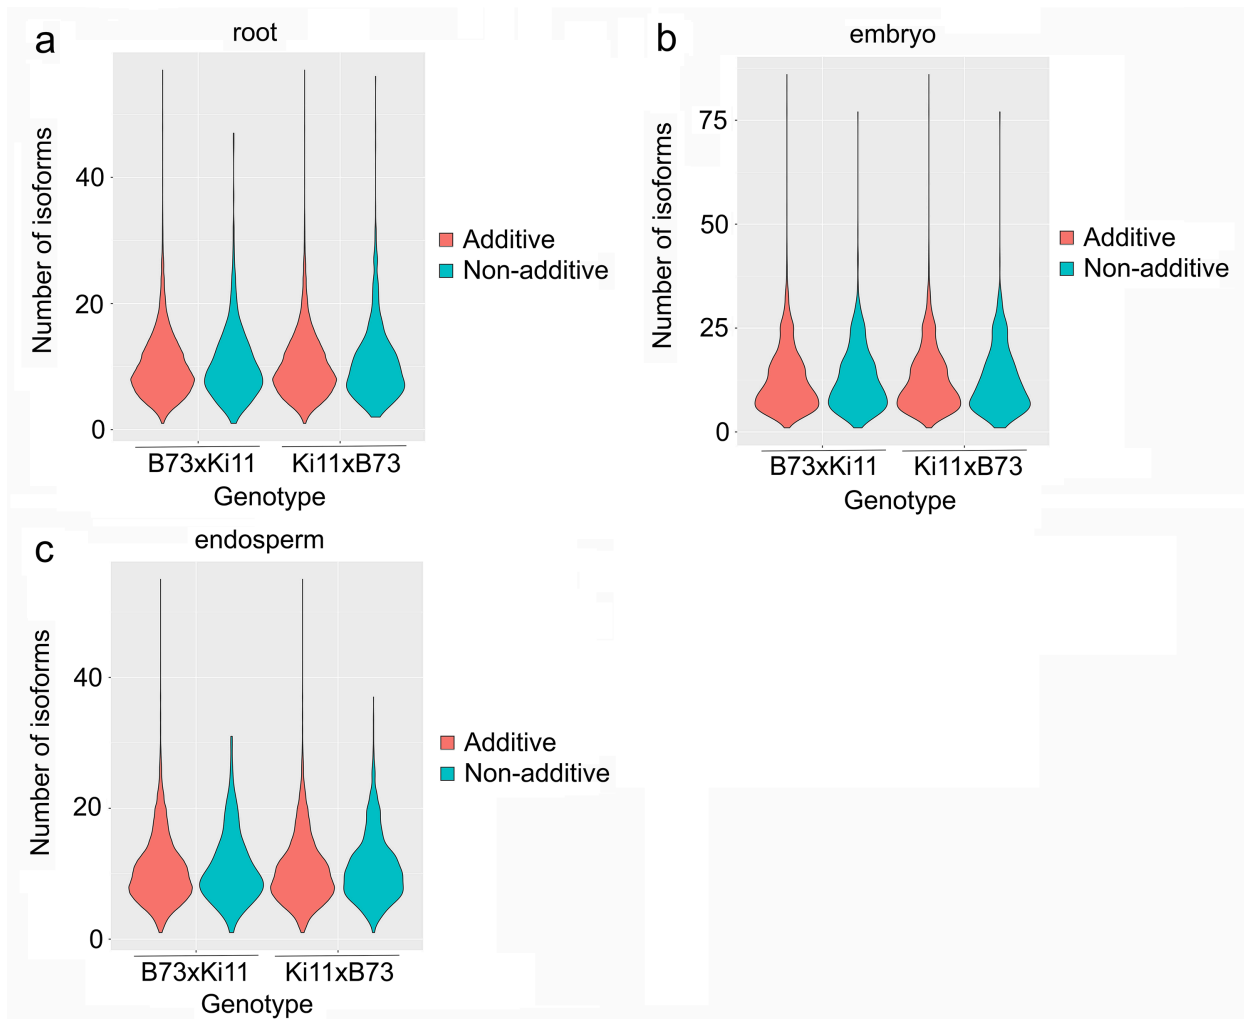 a
root
Number of isoforms
40
20
0
B73xKi11 Ki11xB73
Genotype
Additive
Non-additive
b
embryo
Number of isoforms
75
50
25
0
B73xKi11 Ki11xB73
Genotype
Additive
Non-additive
c
endosperm
Number of isoforms
40
20
0
B73xKi11 Ki11xB73
Genotype
Additive
Non-additive